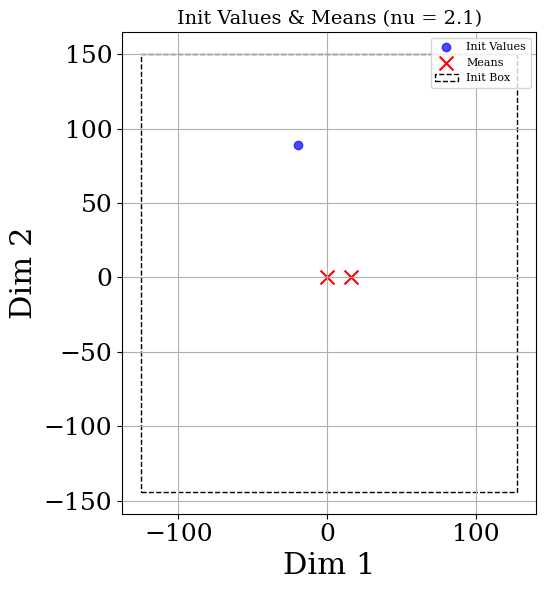 Init Values & Means (nu = 2.1)
Init Values
Means
Init Box
150
100
50
0
−50
−100
−150
Dim 2
−100
0
100
Dim 1